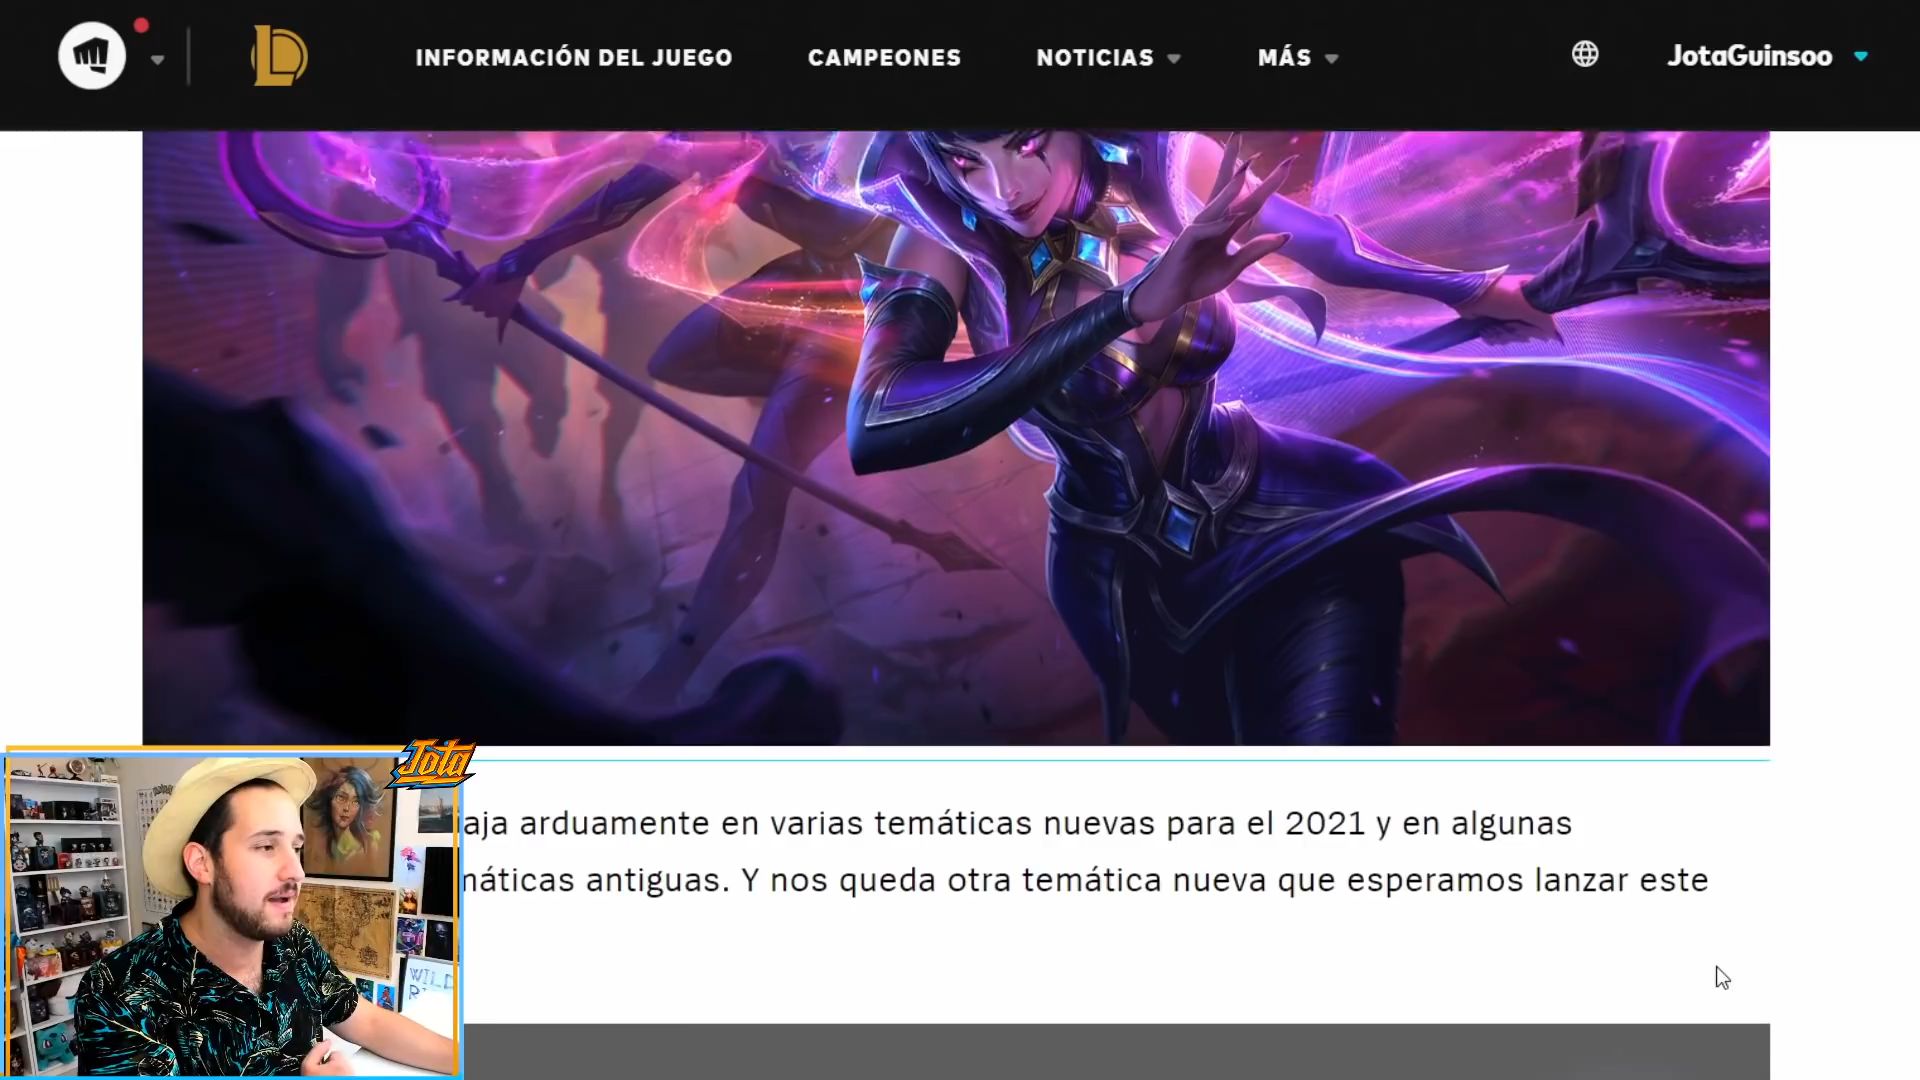 INFORMACIÓN DEL JUEGO CAMPEONES NOTICIAS MÁS JotaGuinsoo
Jota
aja arduamente en varias temáticas nuevas para el 2021 y en algunas
máticas antiguas. Y nos queda otra temática nueva que esperamos lanzar este
WILD
R